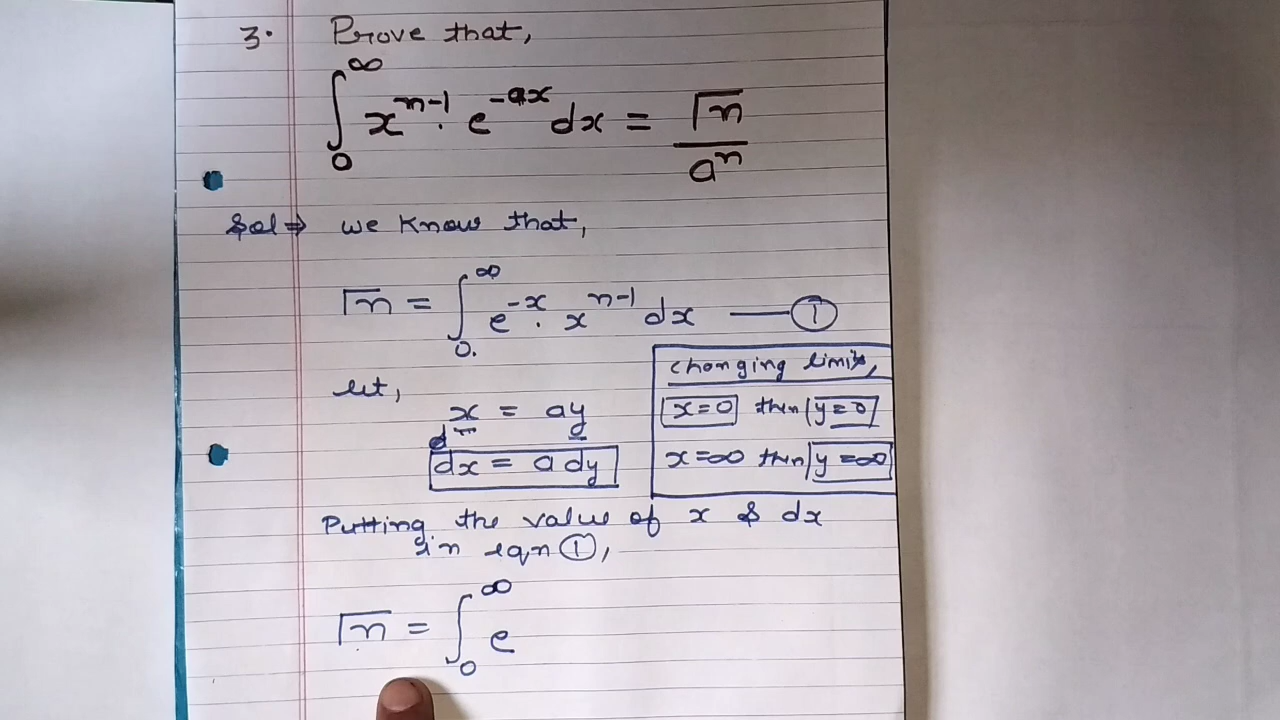 3. Prove that,
∫₀^∞ x^{n-1}. e^{-ax} dx = Γn / a^n
Sol ⇒ we know that,
Γn = ∫₀^∞ e^{-x}. x^{n-1} dx — ①
let,
x = ay
dx = a dy
changing limits,
x=0 then y=0
x=∞ then y=∞
Putting the value of x & dx
in eqn ①,
Γn = ∫₀^∞ e